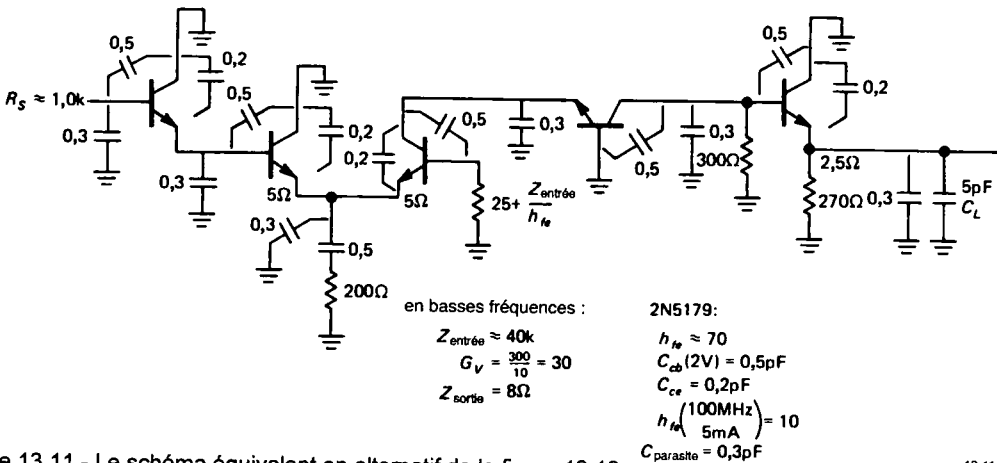 0,5
0,2
R_S ≈ 1,0k
0,3
0,5
0,3
0,2
5Ω
0,3
0,5
200Ω
0,2
5Ω
0,5
25+ Z_entrée / h_fe
0,3
0,5
0,3
300Ω
0,5
0,2
2,5Ω
270Ω
0,3
5pF
C_L
en basses fréquences :
Z_entrée ≈ 40k
G_V = 300/10 = 30
Z_sortie = 8Ω
2N5179:
h_fe ≈ 70
C_cb(2V) = 0,5pF
C_ce = 0,2pF
h_fe(100MHz 5mA) = 10
C_parasite = 0,3pF